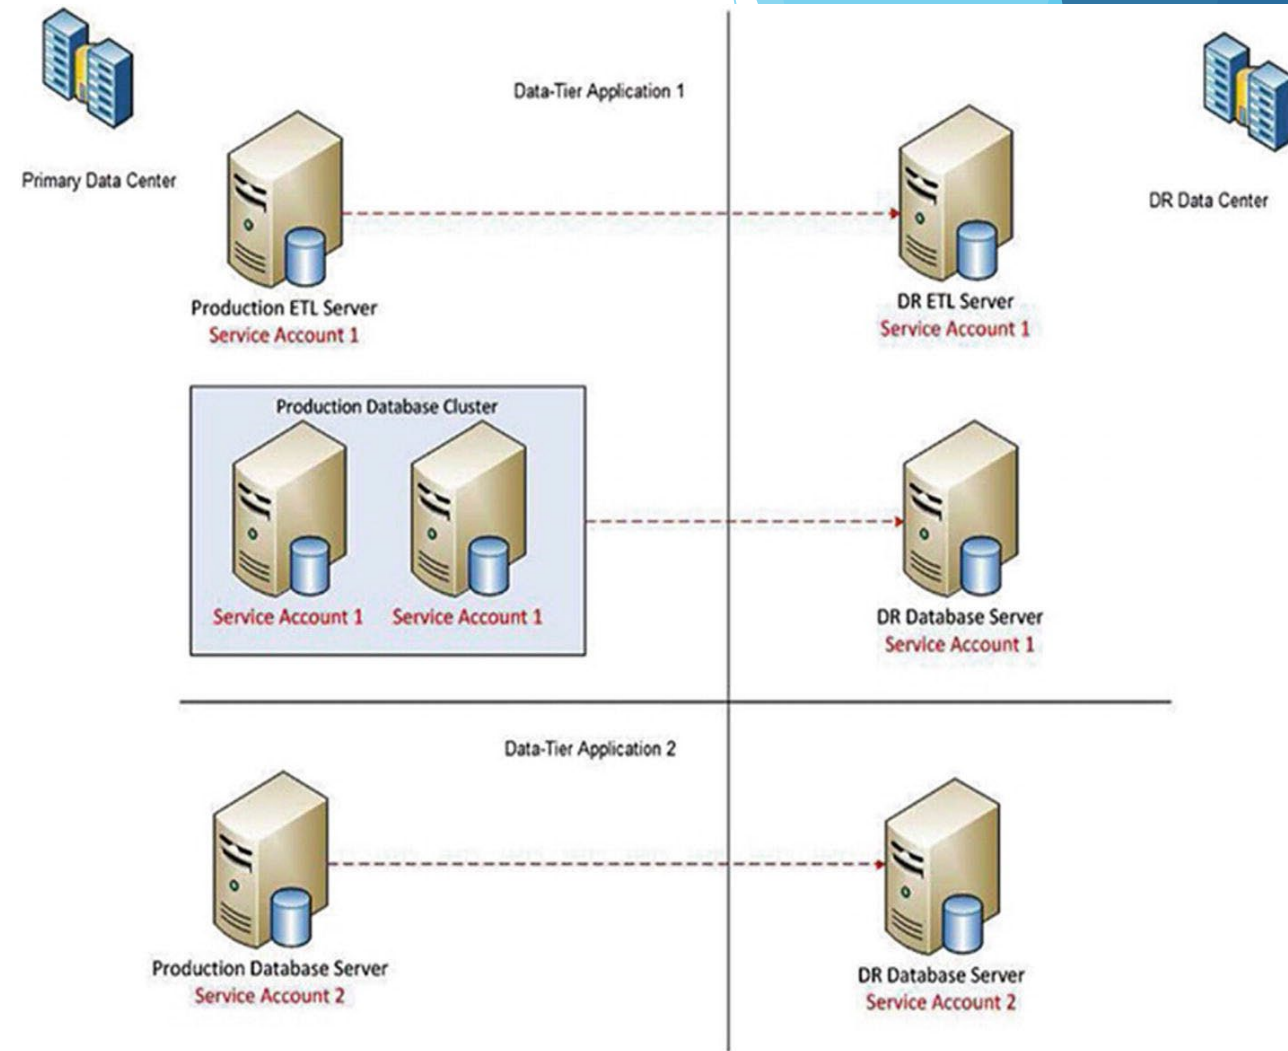 Data-Tier Application 1
Primary Data Center
DR Data Center
Production ETL Server
Service Account 1
DR ETL Server
Service Account 1
Production Database Cluster
Service Account 1
Service Account 1
DR Database Server
Service Account 1
Data-Tier Application 2
Production Database Server
Service Account 2
DR Database Server
Service Account 2